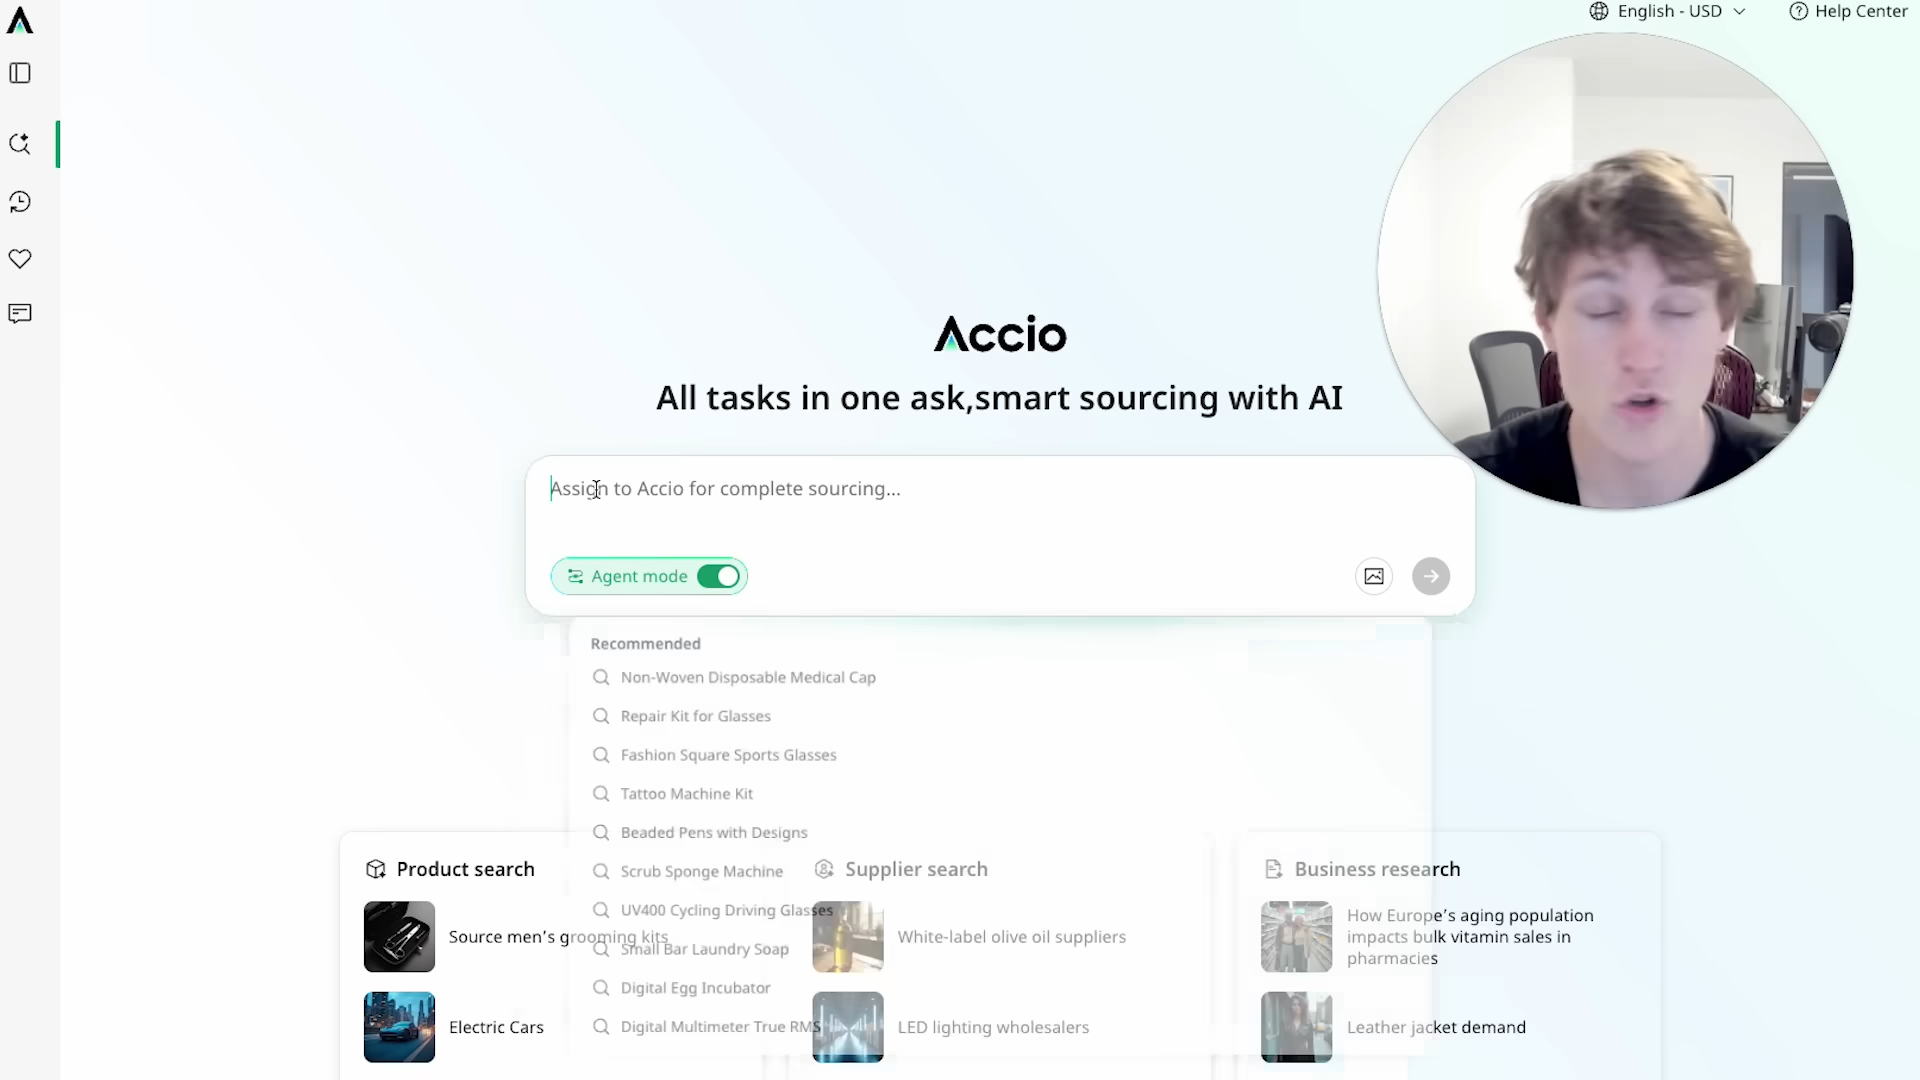 English - USD
Help Center
Accio
All tasks in one ask,smart sourcing with AI
Assign to Accio for complete sourcing...
Agent mode
Recommended
Non-Woven Disposable Medical Cap
Repair Kit for Glasses
Fashion Square Sports Glasses
Tattoo Machine Kit
Beaded Pens with Designs
Scrub Sponge Machine
UV400 Cycling Driving Glasses
Small Bar Laundry Soap
Digital Egg Incubator
Digital Multimeter True RMS
Product search
Source men’s grooming kits
Electric Cars
Supplier search
White-label olive oil suppliers
LED lighting wholesalers
Business research
How Europe’s aging population
impacts bulk vitamin sales in
pharmacies
Leather jacket demand